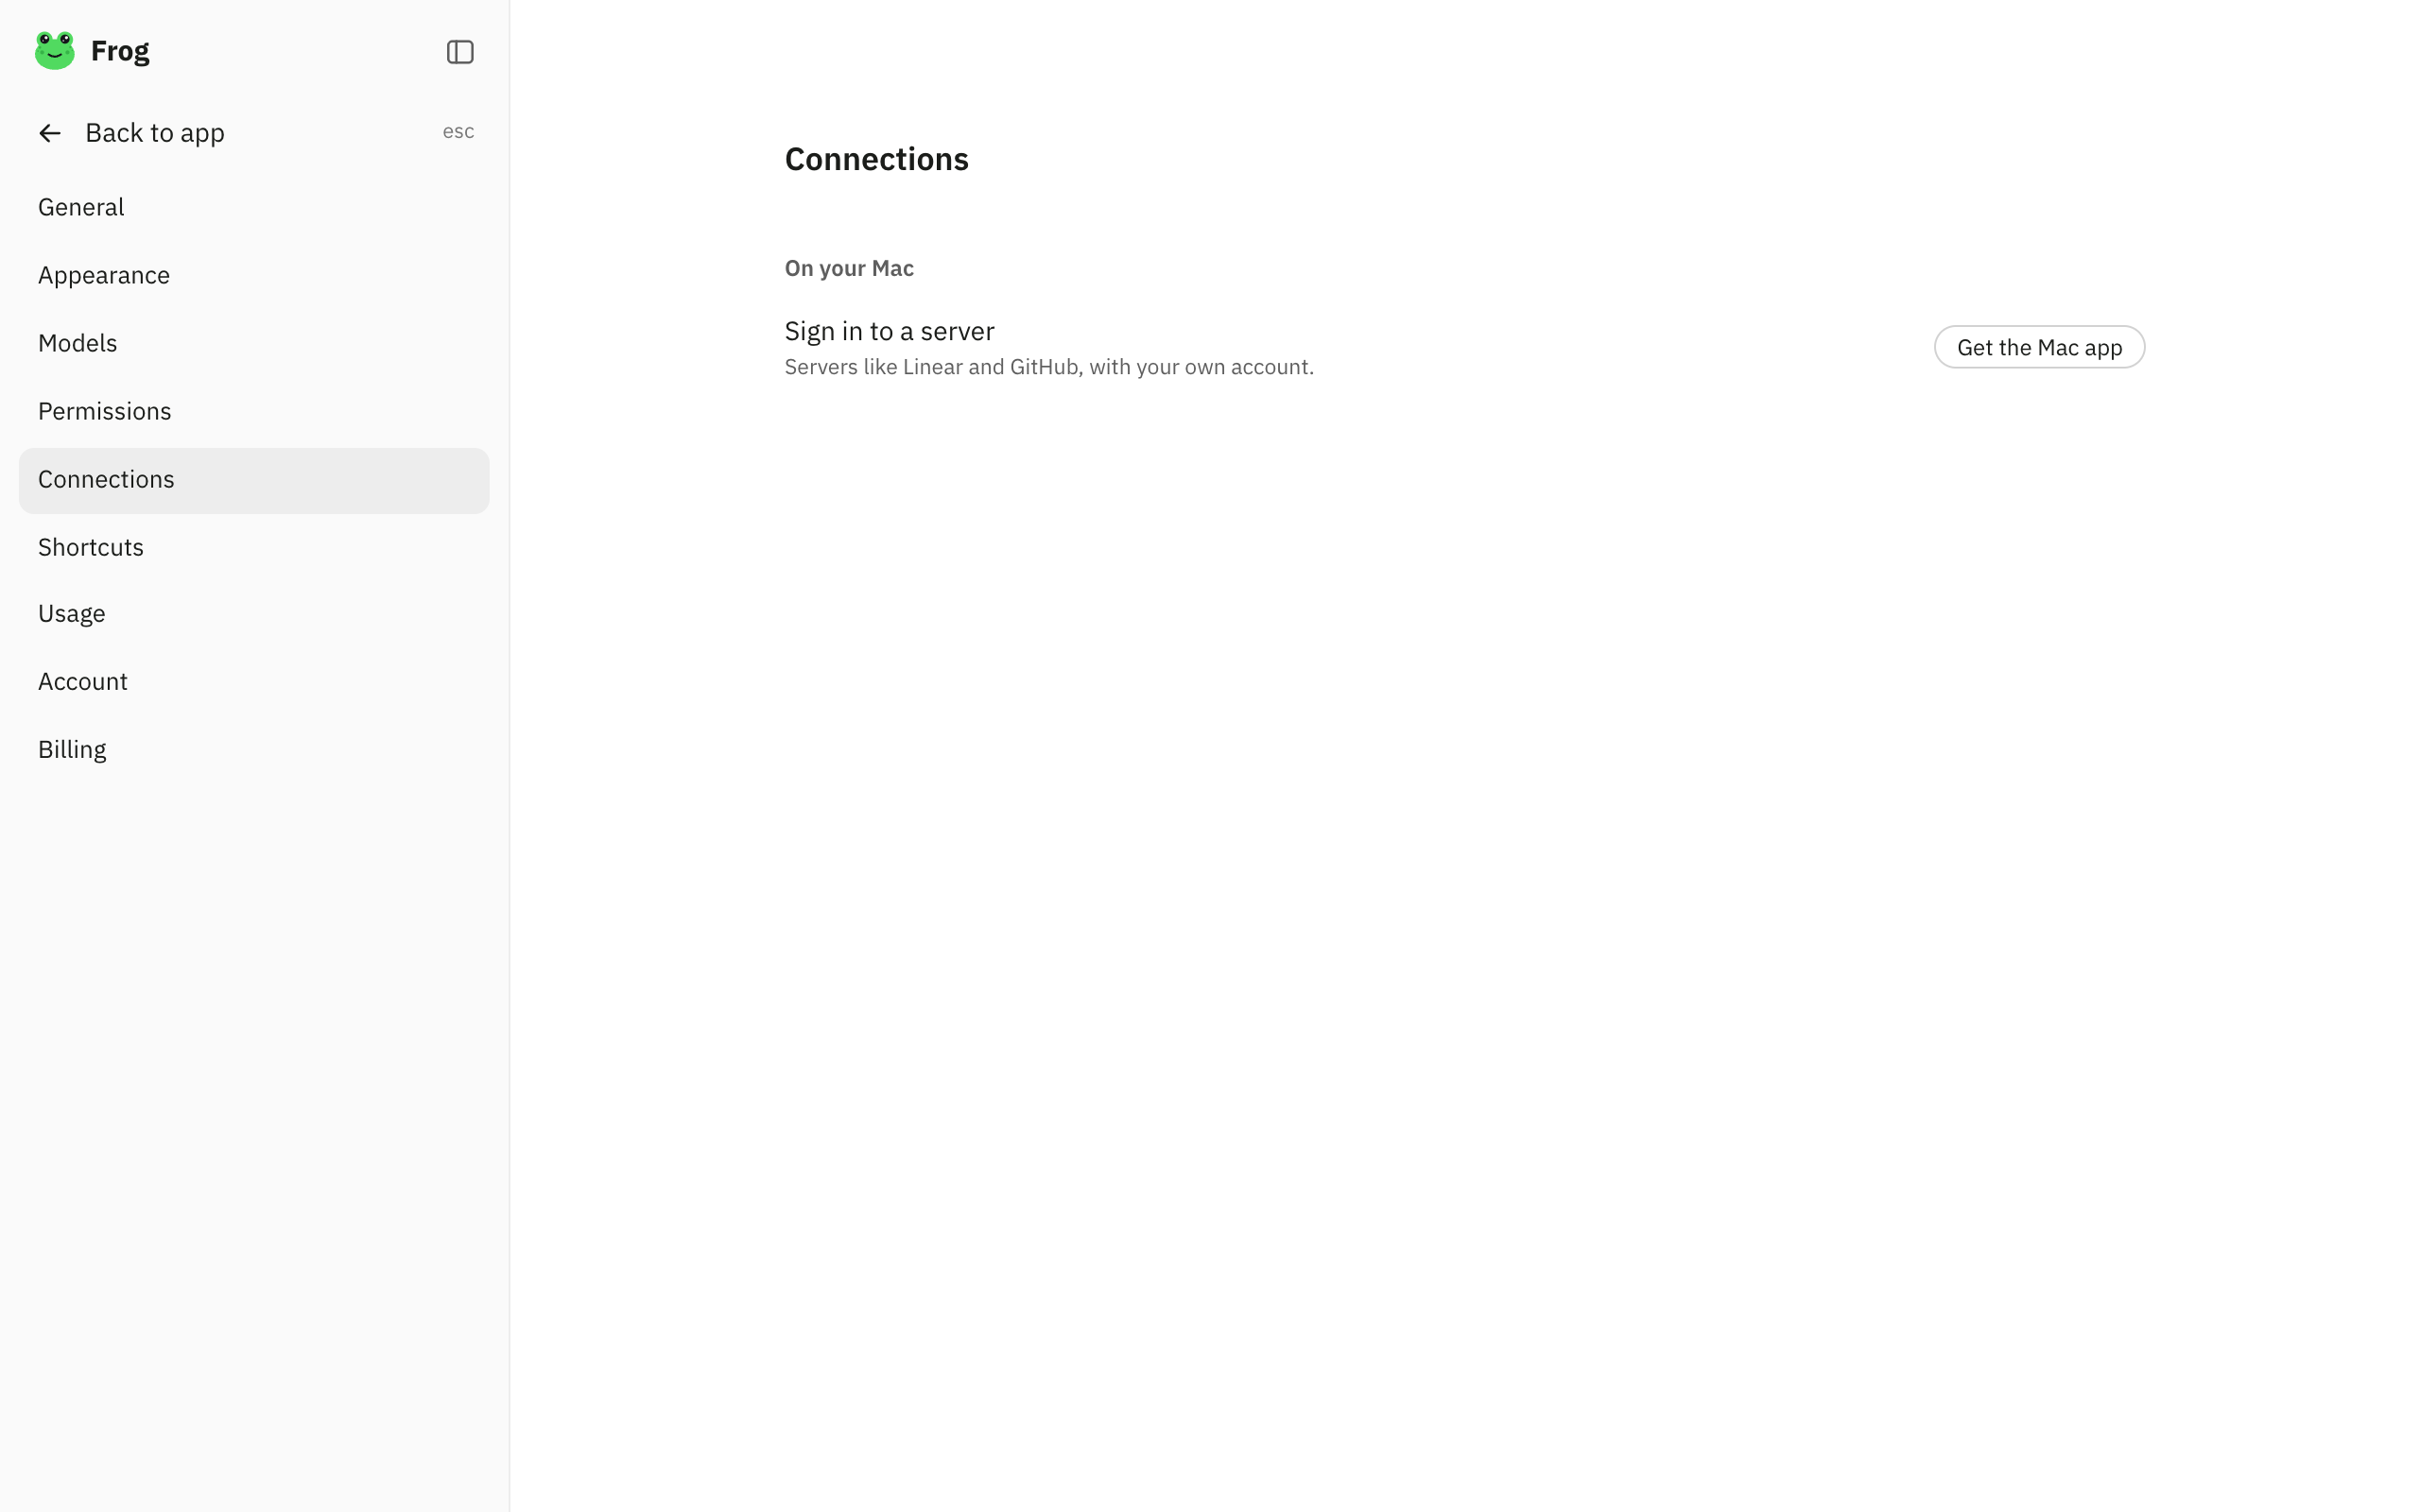 Frog
Back to app
esc
General
Appearance
Models
Permissions
Connections
Shortcuts
Usage
Account
Billing
Connections
On your Mac
Sign in to a server
Servers like Linear and GitHub, with your own account.
Get the Mac app